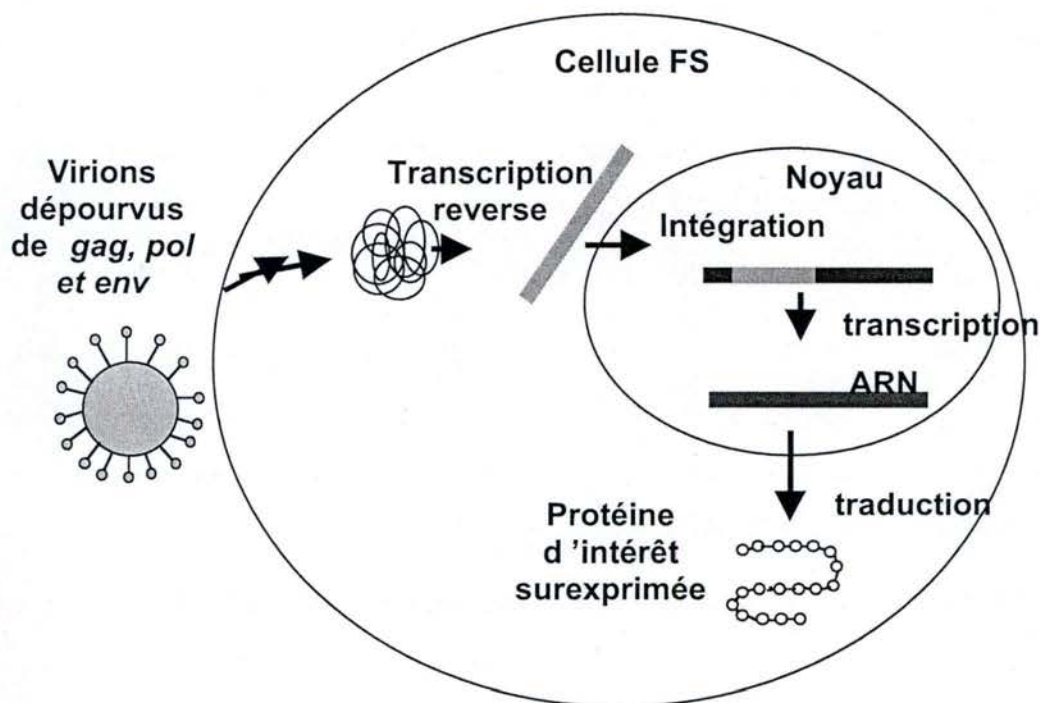 Cellule FS
Virions
dépourvus
de gag, pol
et env
Transcription
reverse
Noyau
Intégration
transcription
ARN
traduction
Protéine
d 'intérêt
surexprimée